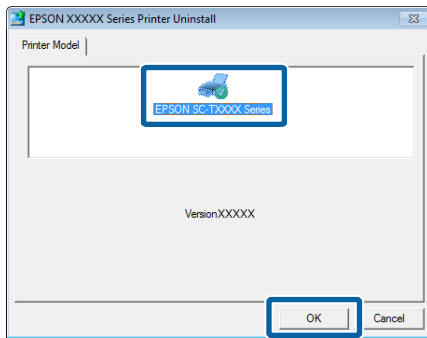 EPSON XXXXX Series Printer Uninstall
Printer Model
EPSON SC-TXXXX Series
VersionXXXXX
OK
Cancel